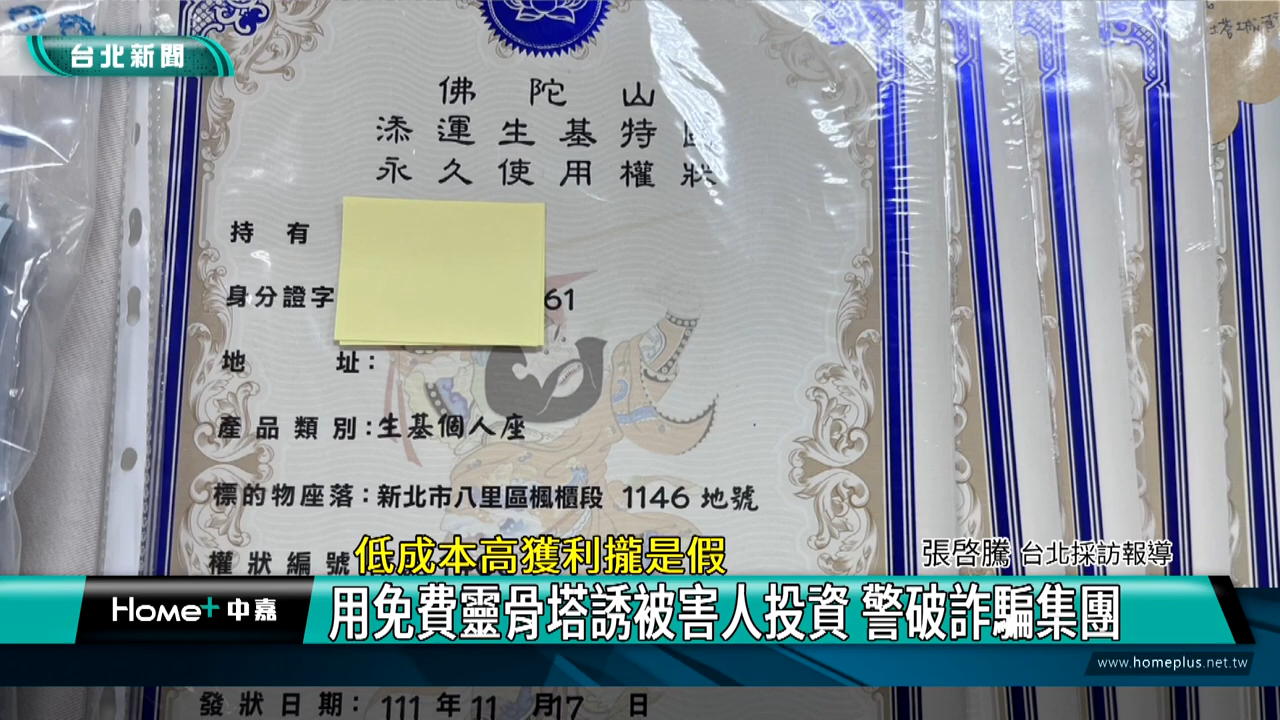 台北新聞
佛陀山
添運生基特區
永久使用權狀
持有
身分證字 61
地址：
產品類別：生基個人座
標的物座落：新北市八里區楓櫃段 1146 地號
權狀編號
低成本高獲利攏是假
張啓騰 台北採訪報導
Home+ 中嘉
用免費靈骨塔誘被害人投資 警破詐騙集團
www.homeplus.net.tw
發狀日期： 111 年 11 月 17 日